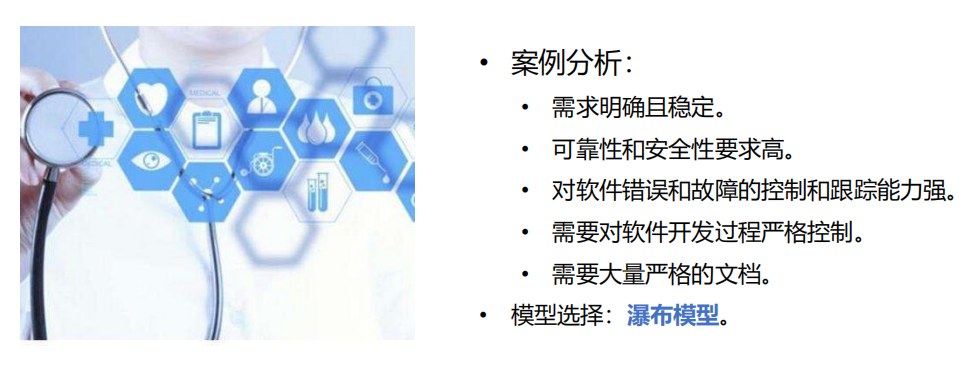 MEDICAL
MEDICAL
案例分析：
需求明确且稳定。
可靠性和安全性要求高。
对软件错误和故障的控制和跟踪能力强。
需要对软件开发过程严格控制。
需要大量严格的文档。
模型选择：瀑布模型。